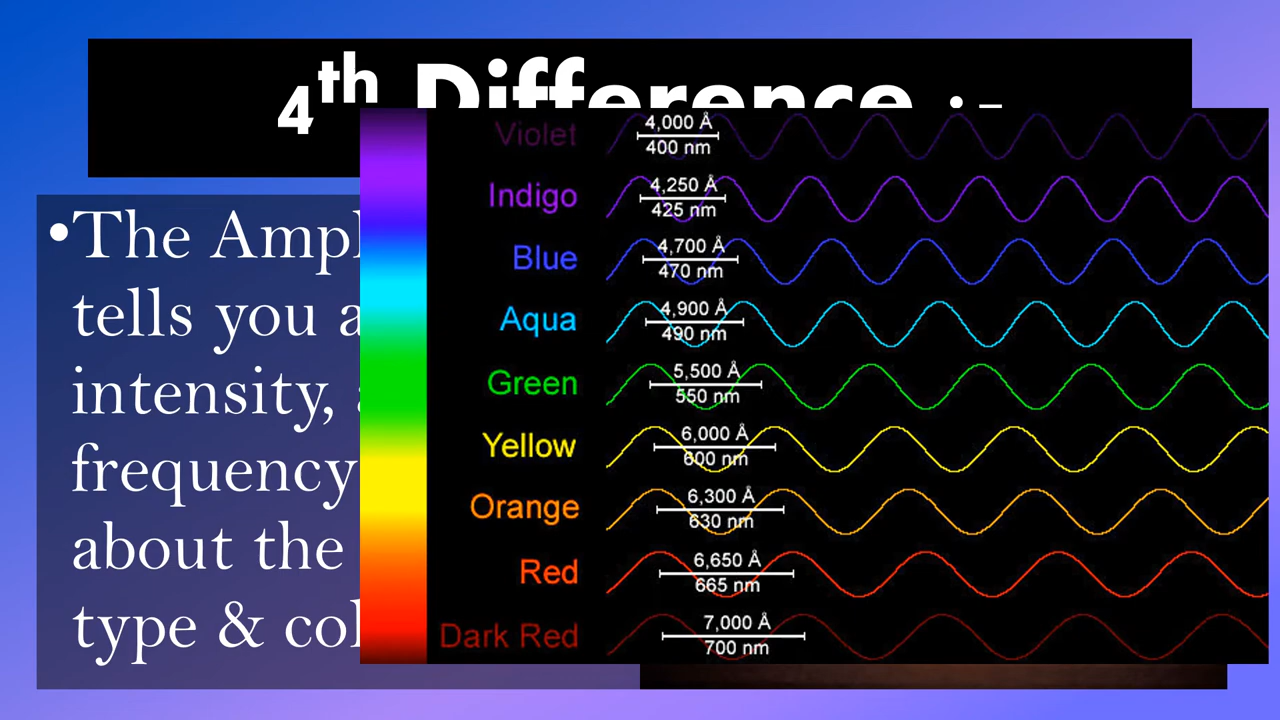 4th Difference
•The
tells you
intensity,
frequency
about the
type &
Violet 4,000 Å
400 nm
Indigo 4,250 Å
425 nm
Blue 4,700 Å
470 nm
Aqua 4,900 Å
490 nm
Green 5,500 Å
550 nm
Yellow 6,000 Å
600 nm
Orange 6,300 Å
630 nm
Red 6,650 Å
665 nm
Dark Red 7,000 Å
700 nm